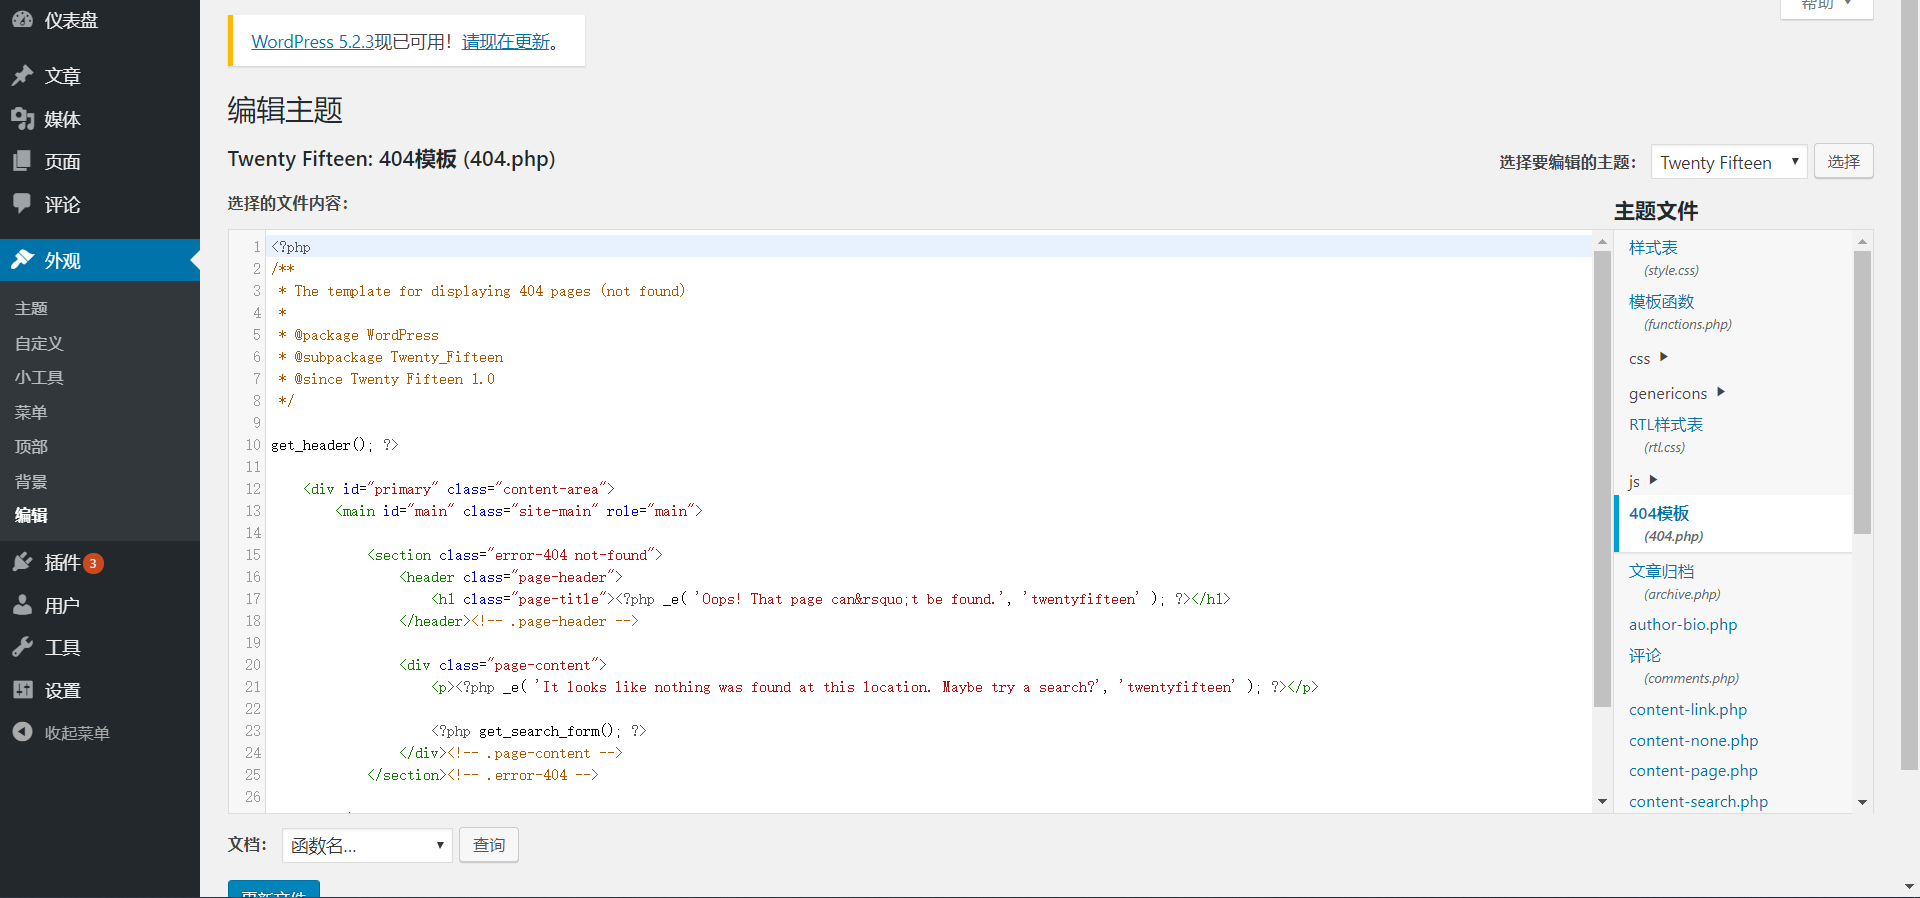 仪表盘
文章
媒体
页面
评论
外观
主题
自定义
小工具
菜单
顶部
背景
编辑
插件 3
用户
工具
设置
收起菜单
帮助
WordPress 5.2.3现已可用！请现在更新。
编辑主题
Twenty Fifteen: 404模板 (404.php)
选择要编辑的主题： Twenty Fifteen 选择
选择的文件内容：
1 <?php
2 /**
3  * The template for displaying 404 pages (not found)
4  *
5  * @package WordPress
6  * @subpackage Twenty_Fifteen
7  * @since Twenty Fifteen 1.0
8  */
9
10 get_header(); ?>
11
12     <div id="primary" class="content-area">
13         <main id="main" class="site-main" role="main">
14
15             <section class="error-404 not-found">
16                 <header class="page-header">
17                     <h1 class="page-title"><?php _e( 'Oops! That page can&rsquo;t be found.', 'twentyfifteen' ); ?></h1>
18                 </header><!-- .page-header -->
19
20                 <div class="page-content">
21                     <p><?php _e( 'It looks like nothing was found at this location. Maybe try a search?', 'twentyfifteen' ); ?></p>
22
23                     <?php get_search_form(); ?>
24                 </div><!-- .page-content -->
25             </section><!-- .error-404 -->
26
主题文件
样式表
(style.css)
模板函数
(functions.php)
css
genericons
RTL样式表
(rtl.css)
js
404模板
(404.php)
文章归档
(archive.php)
author-bio.php
评论
(comments.php)
content-link.php
content-none.php
content-page.php
content-search.php
文档： 函数名... 查询
更新文件